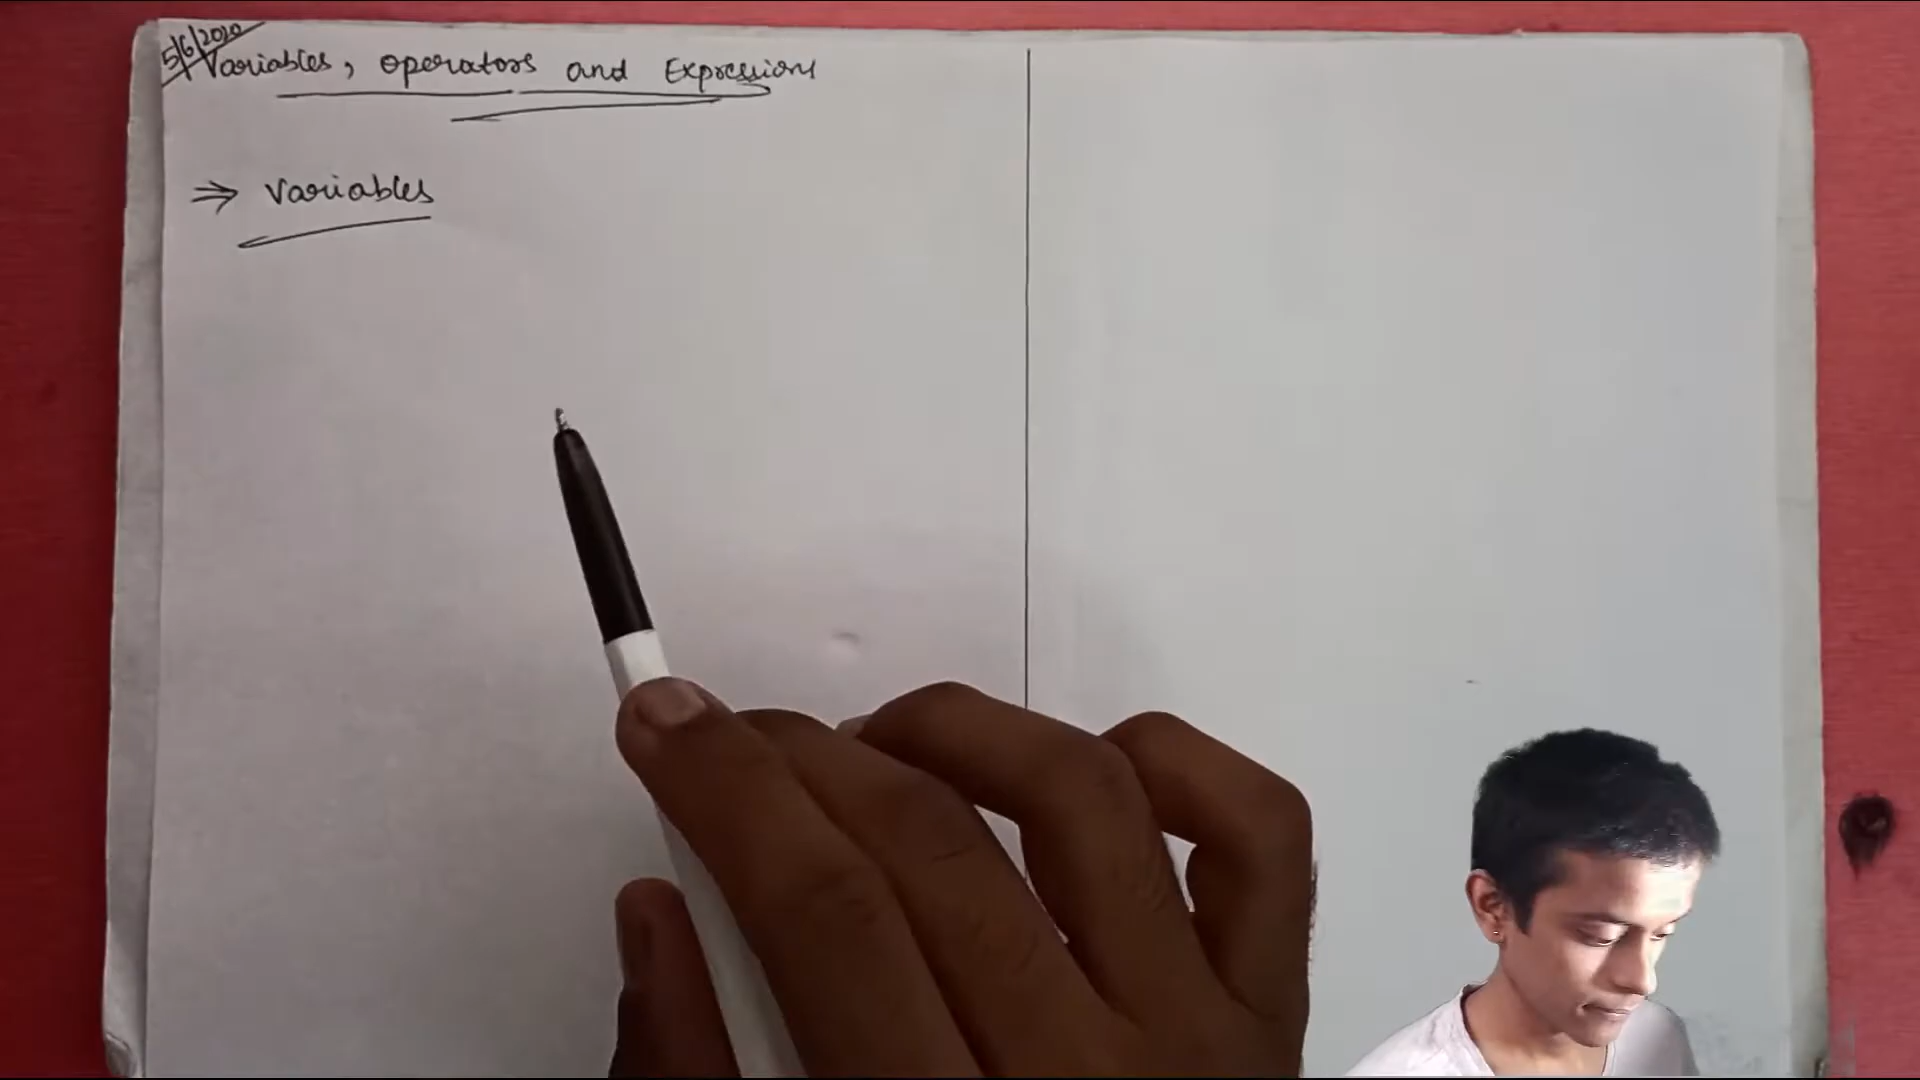 5/6/2020
Variables, operators and Expressions
⇒ Variables